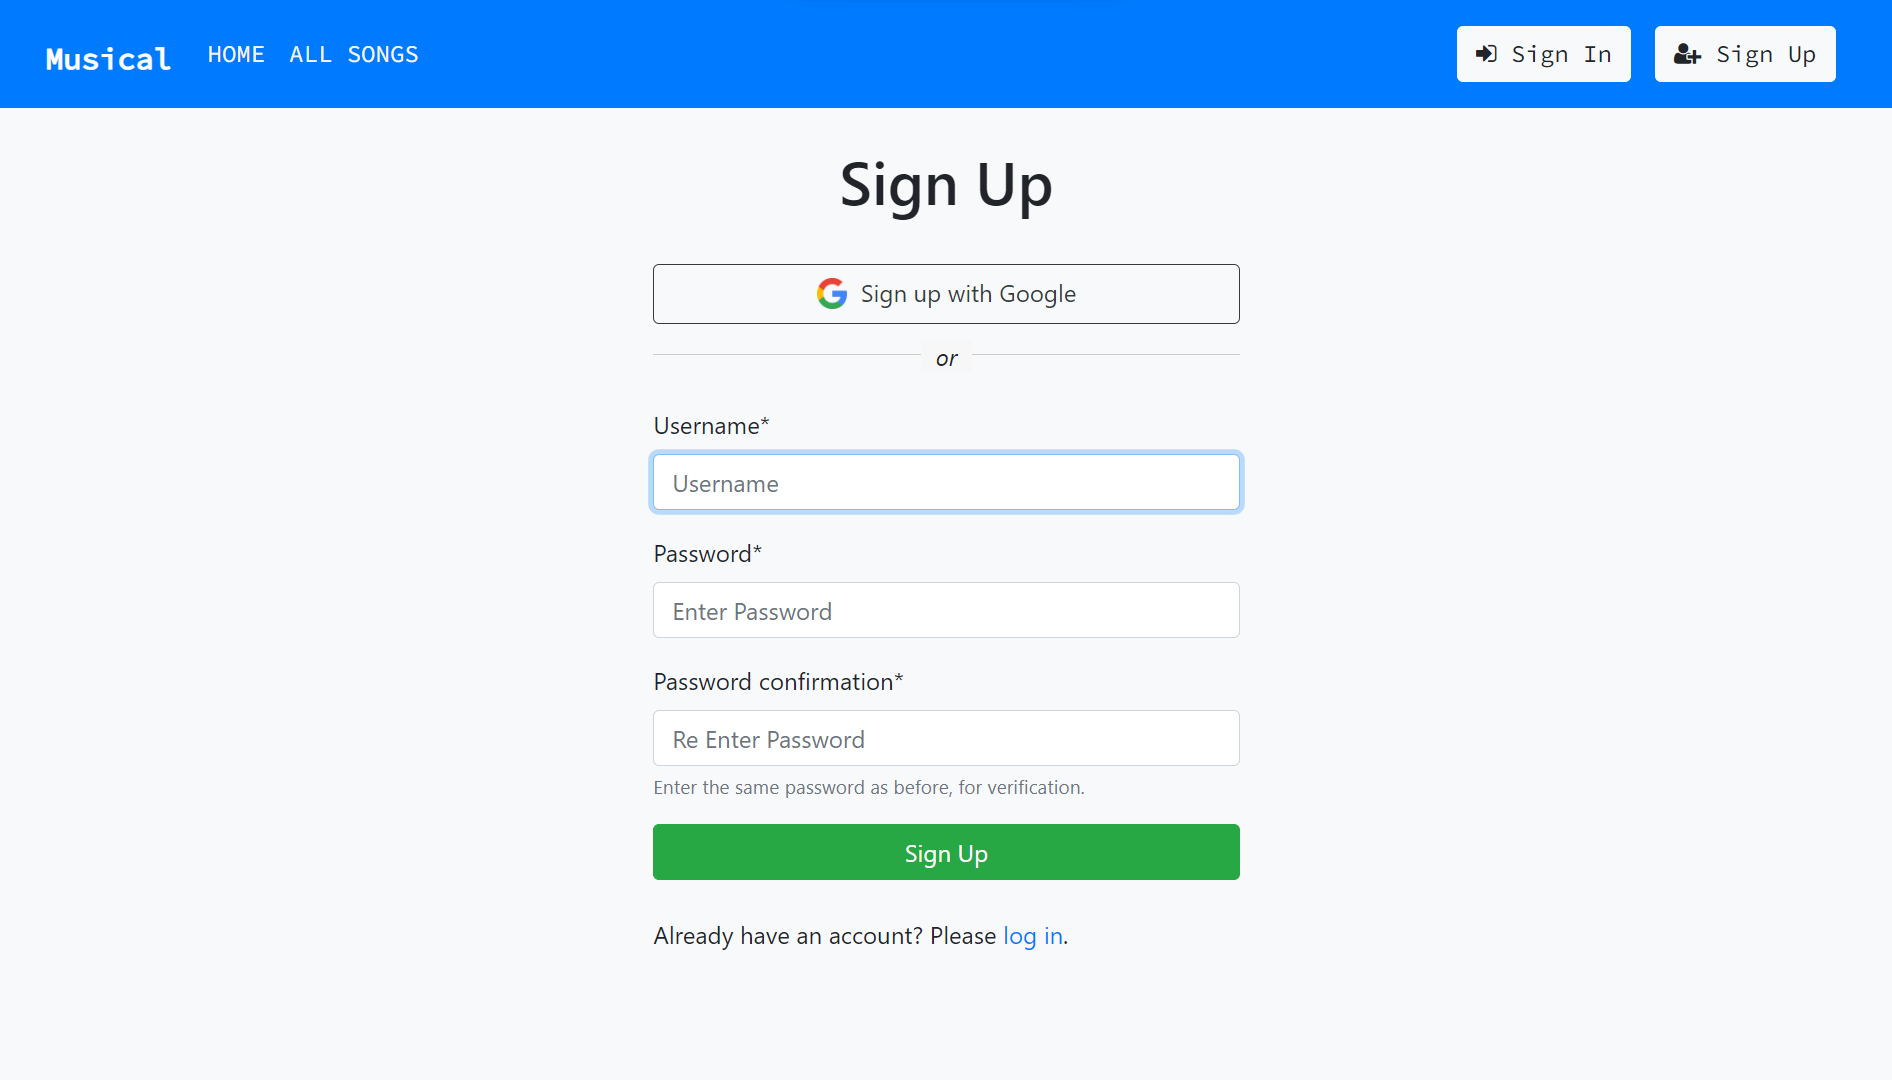 Musical HOME ALL SONGS Sign In Sign Up
Sign Up
Sign up with Google
or
Username*
Username
Password*
Enter Password
Password confirmation*
Re Enter Password
Enter the same password as before, for verification.
Sign Up
Already have an account? Please log in.